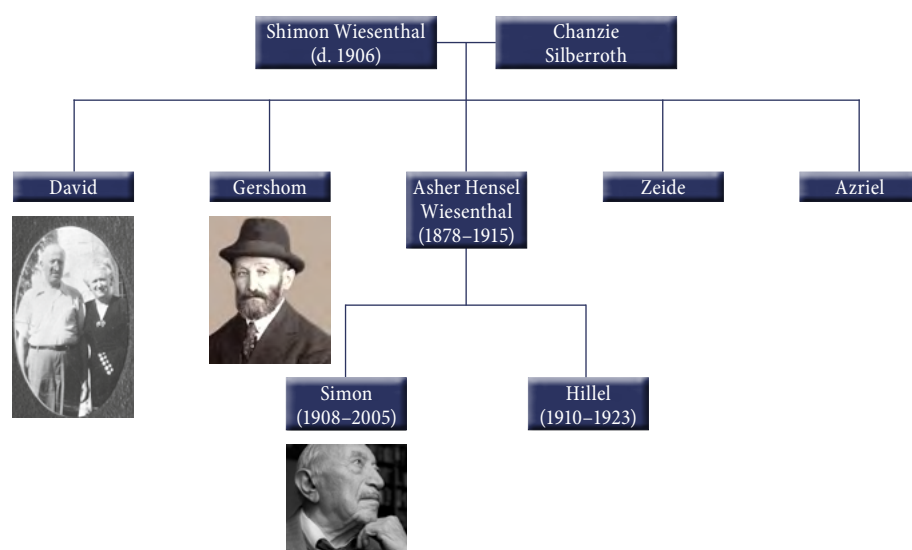 Shimon Wiesenthal
(d. 1906)
Chanzie
Silberroth
David
Gershom
Asher Hensel
Wiesenthal
(1878–1915)
Zeide
Azriel
Simon
(1908–2005)
Hillel
(1910–1923)